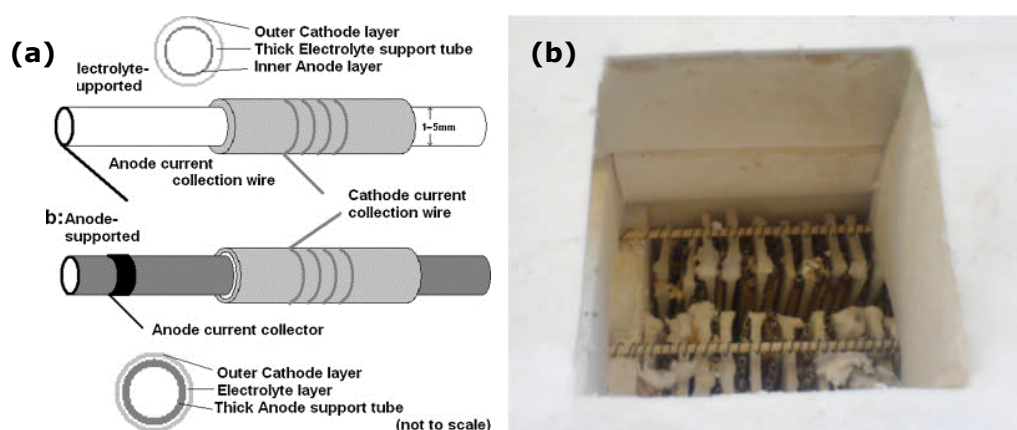 (a)
Outer Cathode layer
Thick Electrolyte support tube
Inner Anode layer
lectrolyte-
upported
1-5mm
Anode current
collection wire
Cathode current
collection wire
b: Anode-
supported
Anode current collector
Outer Cathode layer
Electrolyte layer
Thick Anode support tube
(not to scale)
(b)